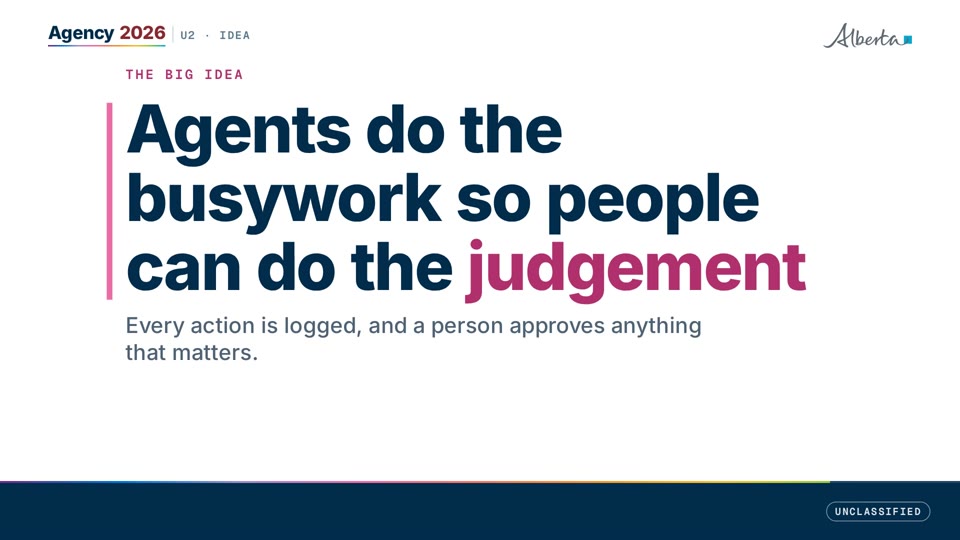 Agency 2026 U2 · IDEA
Alberta
THE BIG IDEA
Agents do the
busywork so people
can do the judgement
Every action is logged, and a person approves anything
that matters.
UNCLASSIFIED